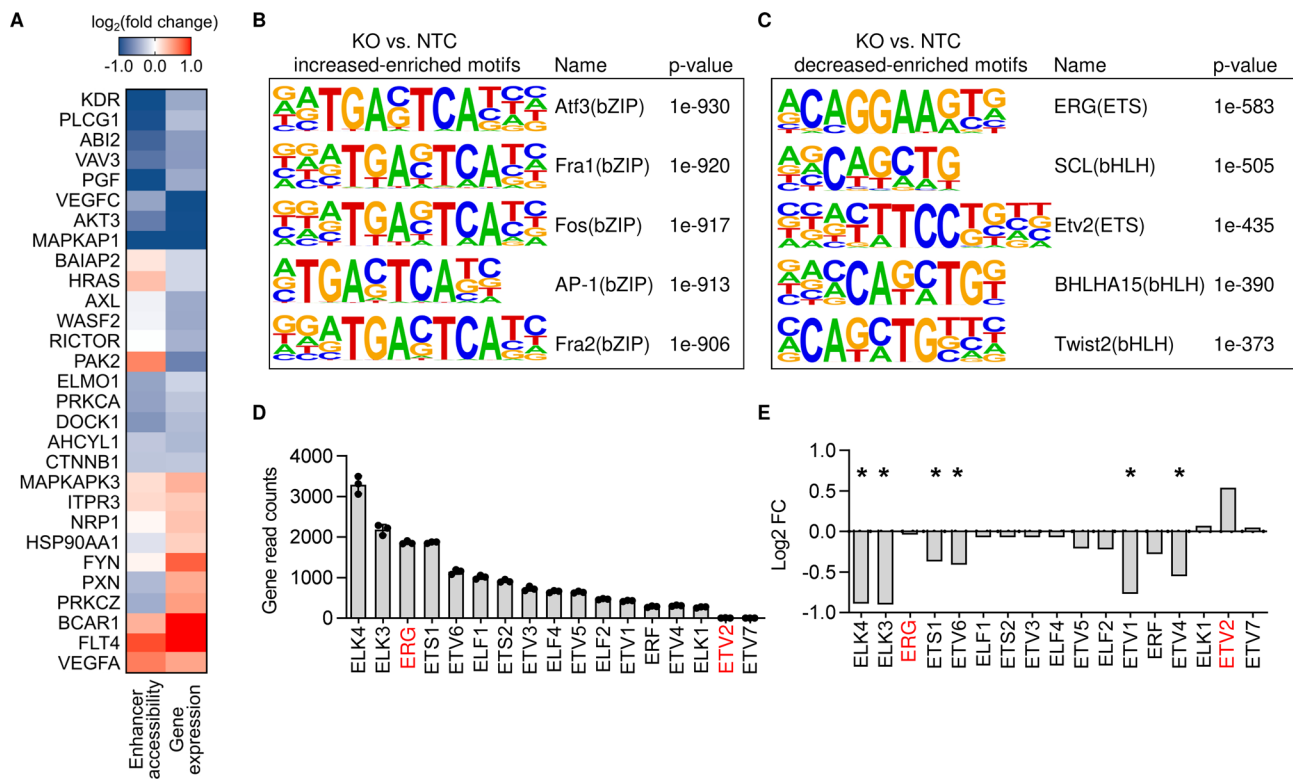 A
log2(fold change)
-1.0 0.0 1.0
KDR
PLCG1
ABI2
VAV3
PGF
VEGFC
AKT3
MAPKAP1
BAIAP2
HRAS
AXL
WASF2
RICTOR
PAK2
ELMO1
PRKCA
DOCK1
AHCYL1
CTNNB1
MAPKAPK3
ITPR3
NRP1
HSP90AA1
FYN
PXN
PRKCZ
BCAR1
FLT4
VEGFA
Enhancer
accessibility
Gene
expression
B
KO vs. NTC
increased-enriched motifs Name p-value
Atf3(bZIP) 1e-930
Fra1(bZIP) 1e-920
Fos(bZIP) 1e-917
AP-1(bZIP) 1e-913
Fra2(bZIP) 1e-906
C
KO vs. NTC
decreased-enriched motifs Name p-value
ERG(ETS) 1e-583
SCL(bHLH) 1e-505
Etv2(ETS) 1e-435
BHLHA15(bHLH) 1e-390
Twist2(bHLH) 1e-373
D
Gene read counts
4000
3000
2000
1000
0
ELK4
ELK3
ERG
ETS1
ETV6
ELF1
ETS2
ETV3
ELF4
ETV5
ELF2
ETV1
ERF
ETV4
ELK1
ETV2
ETV7
E
Log2 FC
1.0
0.5
0.0
-0.5
-1.0
* * * * * *
ELK4
ELK3
ERG
ETS1
ETV6
ELF1
ETS2
ETV3
ELF4
ETV5
ELF2
ETV1
ERF
ETV4
ELK1
ETV2
ETV7